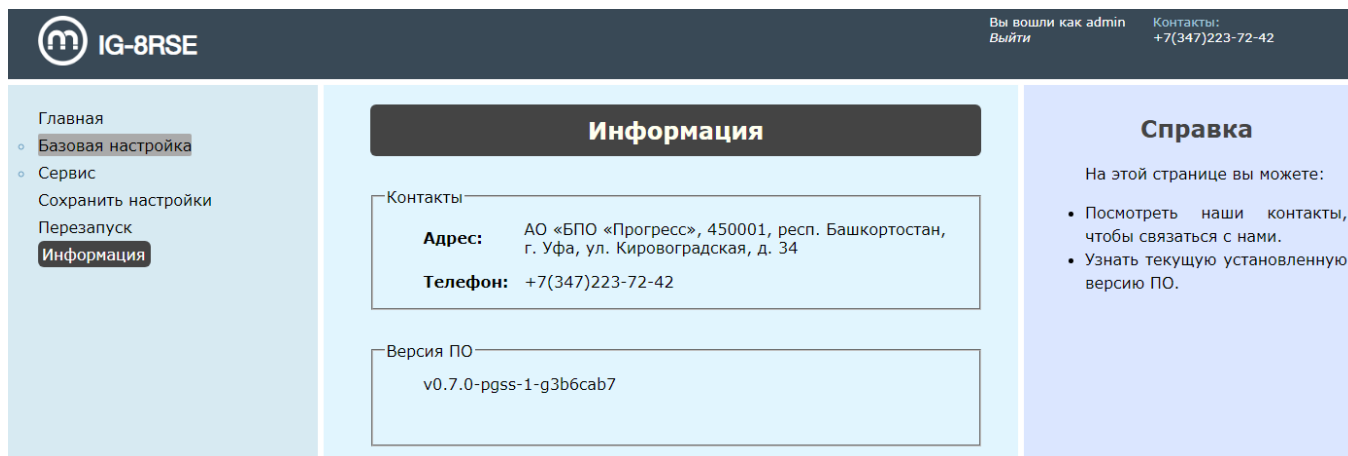 m IG-8RSE
Вы вошли как admin
Выйти
Контакты:
+7(347)223-72-42
Главная
Базовая настройка
Сервис
Сохранить настройки
Перезапуск
Информация
Информация
Контакты
Адрес: АО «БПО «Прогресс», 450001, респ. Башкортостан,
г. Уфа, ул. Кировоградская, д. 34
Телефон: +7(347)223-72-42
Версия ПО
v0.7.0-pgss-1-g3b6cab7
Справка
На этой странице вы можете:
• Посмотреть наши контакты,
чтобы связаться с нами.
• Узнать текущую установленную
версию ПО.